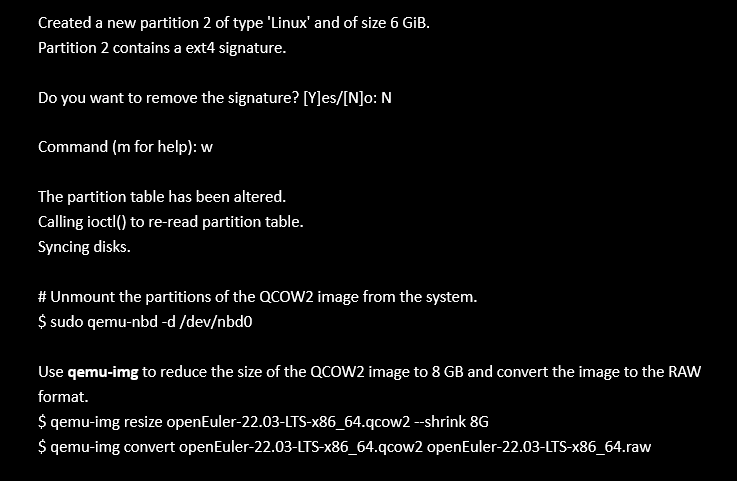 Created a new partition 2 of type 'Linux' and of size 6 GiB.
Partition 2 contains a ext4 signature.
Do you want to remove the signature? [Y]es/[N]o: N
Command (m for help): w
The partition table has been altered.
Calling ioctl() to re-read partition table.
Syncing disks.
# Unmount the partitions of the QCOW2 image from the system.
$ sudo qemu-nbd -d /dev/nbd0
Use qemu-img to reduce the size of the QCOW2 image to 8 GB and convert the image to the RAW
format.
$ qemu-img resize openEuler-22.03-LTS-x86_64.qcow2 --shrink 8G
$ qemu-img convert openEuler-22.03-LTS-x86_64.qcow2 openEuler-22.03-LTS-x86_64.raw